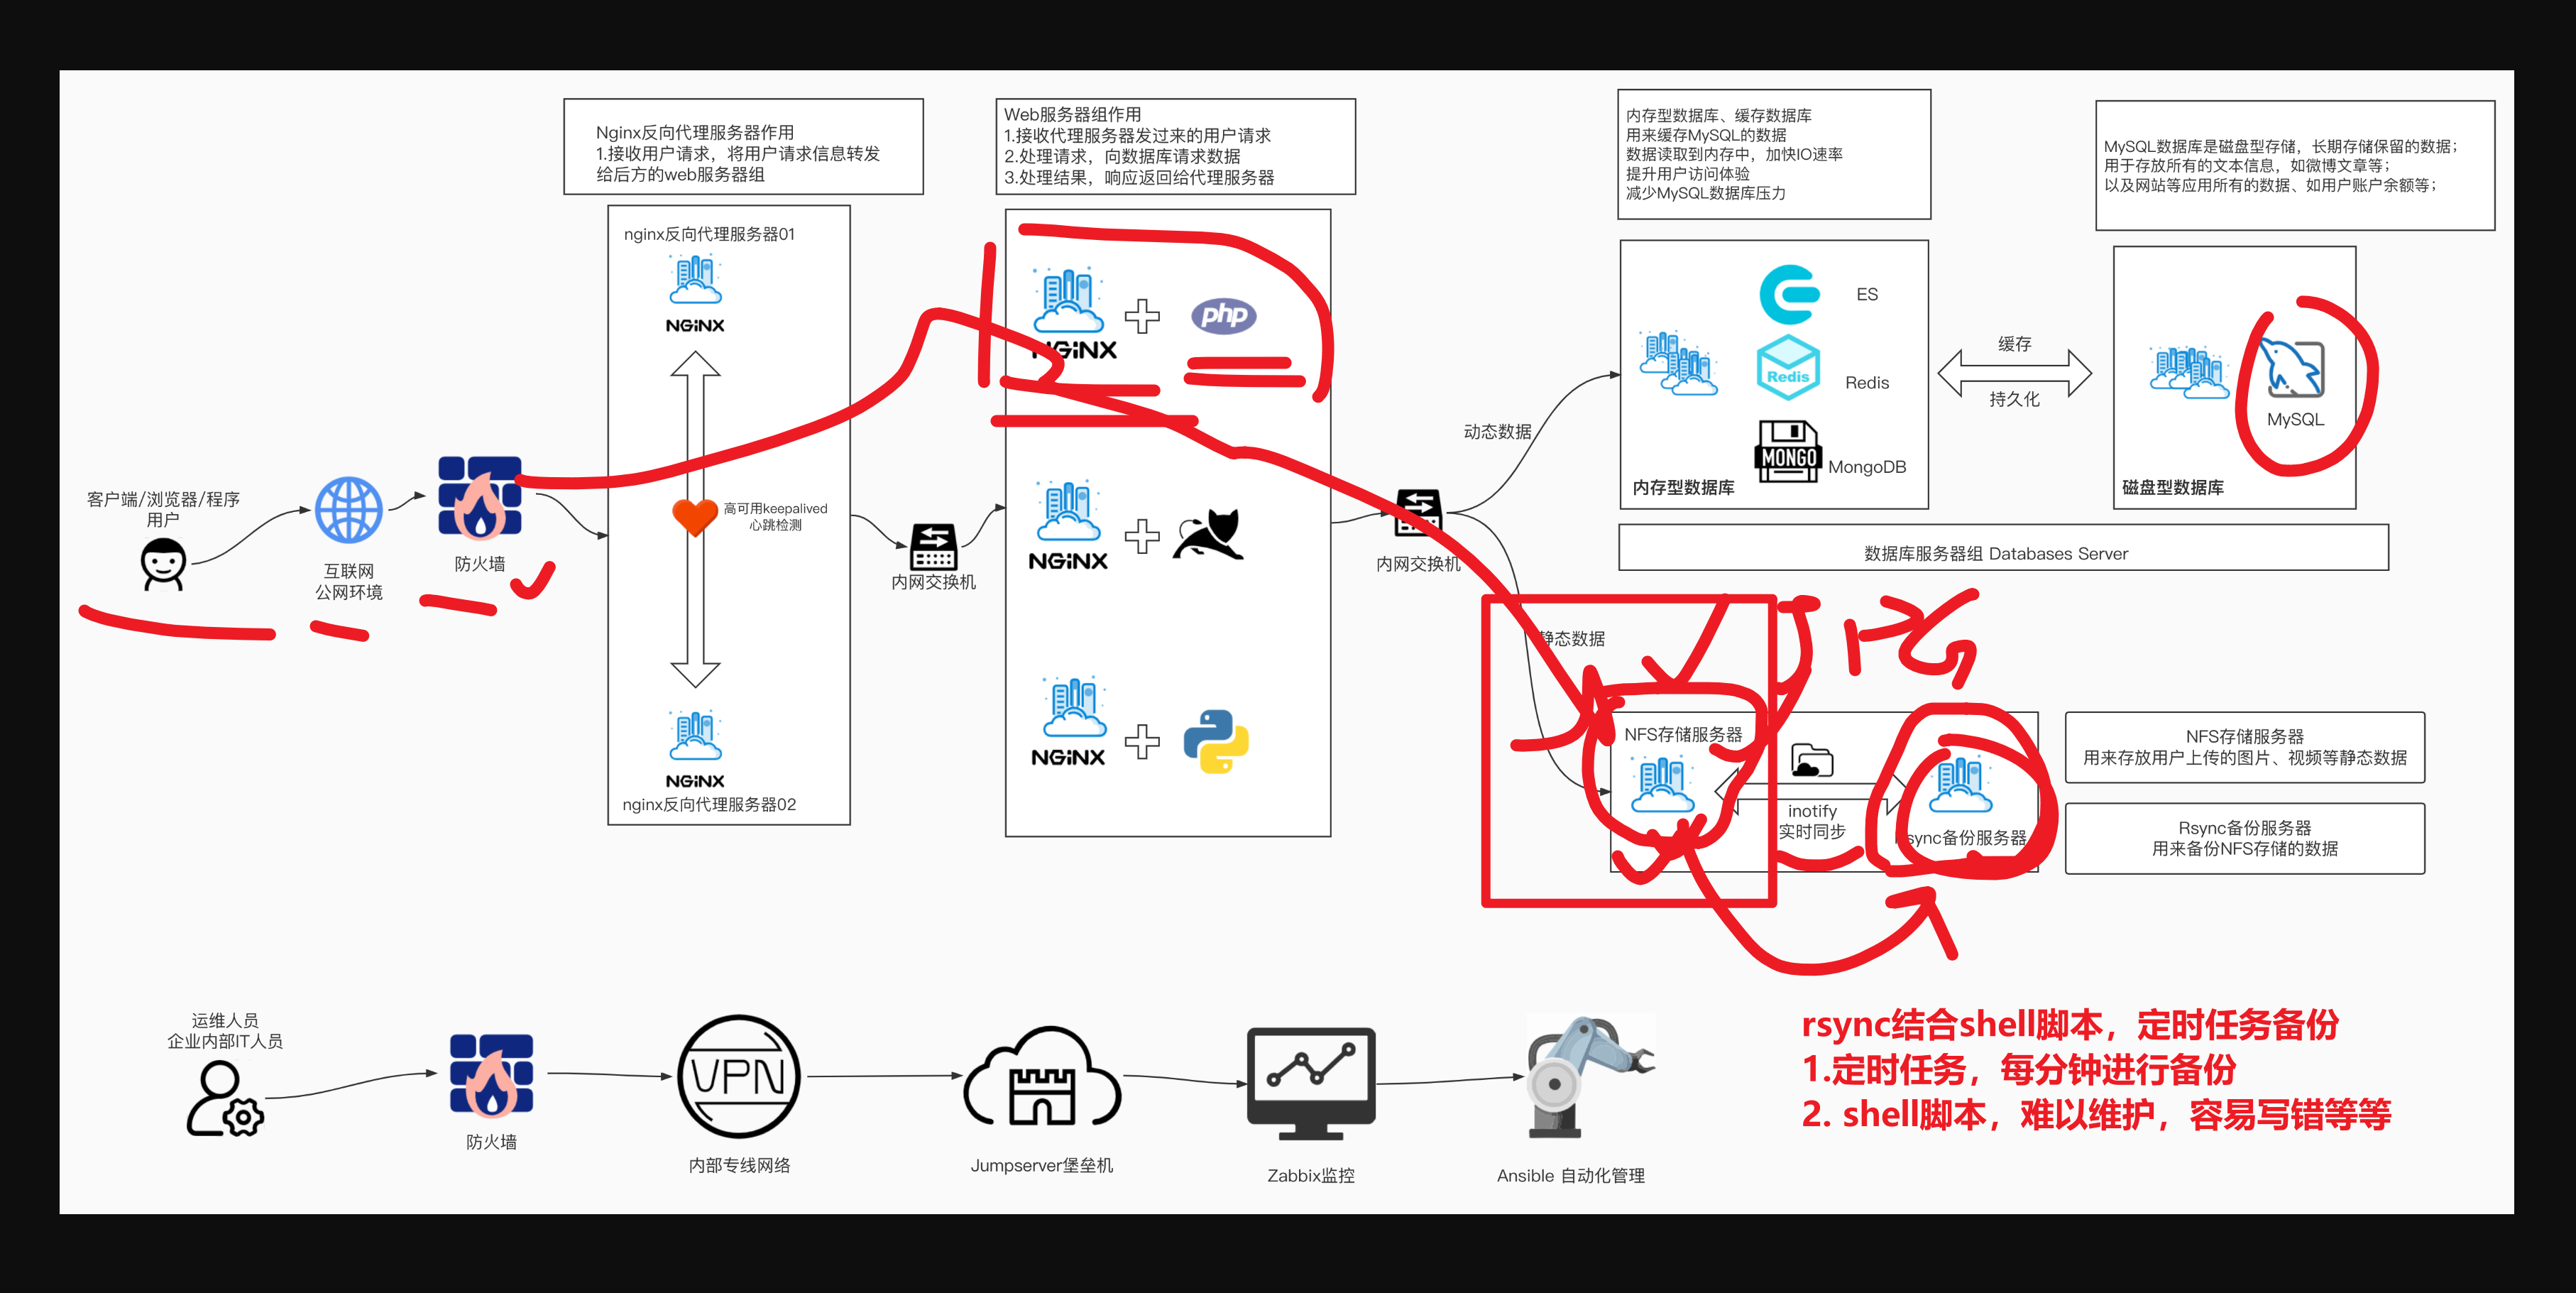 Nginx反向代理服务器作用
1.接收用户请求，将用户请求信息转发
给后方的web服务器组
Web服务器组作用
1.接收代理服务器发过来的用户请求
2.处理请求，向数据库请求数据
3.处理结果，响应返回给代理服务器
内存型数据库、缓存数据库
用来缓存MySQL的数据
数据读取到内存中，加快IO速率
提升用户访问体验
减少MySQL数据库压力
MySQL数据库是磁盘型存储，长期存储保留的数据；
用于存放所有的文本信息，如微博文章等；
以及网站等应用所有的数据、如用户账户余额等；
nginx反向代理服务器01
NGiNX
高可用keepalived
心跳检测
NGiNX
nginx反向代理服务器02
客户端/浏览器/程序
用户
互联网
公网环境
防火墙
内网交换机
NGiNX
php
NGiNX
NGiNX
内网交换机
动态数据
静态数据
ES
Redis
Redis
MONGO
MongoDB
内存型数据库
缓存
持久化
MySQL
磁盘型数据库
数据库服务器组 Databases Server
NFS存储服务器
inotify
实时同步
sync备份服务器
NFS存储服务器
用来存放用户上传的图片、视频等静态数据
Rsync备份服务器
用来备份NFS存储的数据
运维人员
企业内部IT人员
防火墙
VPN
内部专线网络
Jumpserver堡垒机
Zabbix监控
Ansible 自动化管理
rsync结合shell脚本，定时任务备份
1.定时任务，每分钟进行备份
2. shell脚本，难以维护，容易写错等等